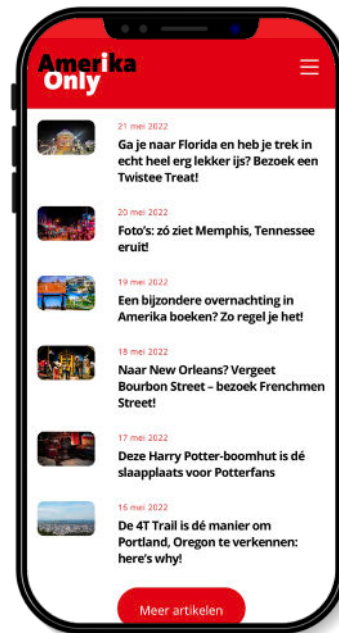 Amerika
Only
21 mei 2022
Ga je naar Florida en heb je trek in
echt heel erg lekker ijs? Bezoek een
Twistee Treat!
20 mei 2022
Foto's: zó ziet Memphis, Tennessee
eruit!
19 mei 2022
Een bijzondere overnachting in
Amerika boeken? Zo regel je het!
18 mei 2022
Naar New Orleans? Vergeet
Bourbon Street – bezoek Frenchmen
Street!
17 mei 2022
Deze Harry Potter-boomhut is dé
slaapplaats voor Potterfans
16 mei 2022
De 4T Trail is dé manier om
Portland, Oregon te verkennen:
here's why!
Meer artikelen